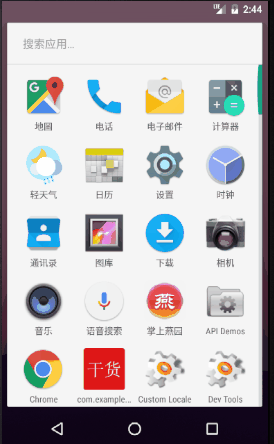 2:44
搜索应用...
地图
电话
电子邮件
计算器
轻天气
日历
设置
时钟
通讯录
图库
下载
相机
音乐
语音搜索
燕
掌上燕园
API Demos
干货
Chrome
com.example...
Custom Locale
Dev Tools